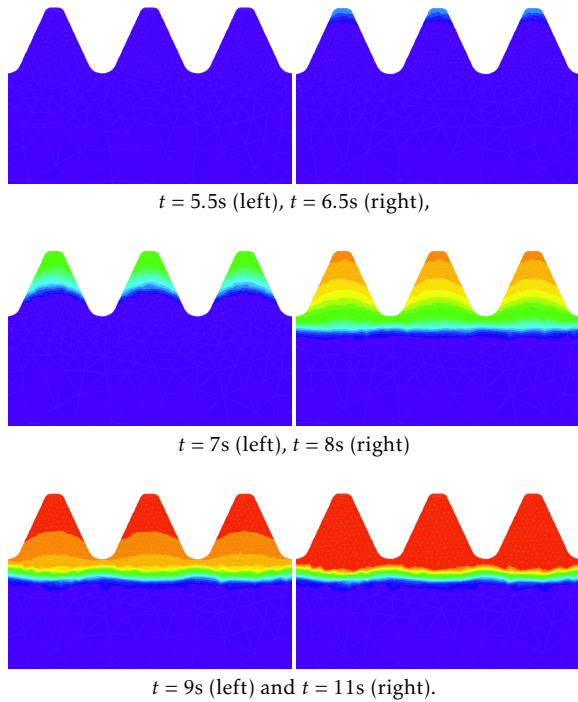 t = 5.5s (left), t = 6.5s (right),
t = 7s (left), t = 8s (right)
t = 9s (left) and t = 11s (right).